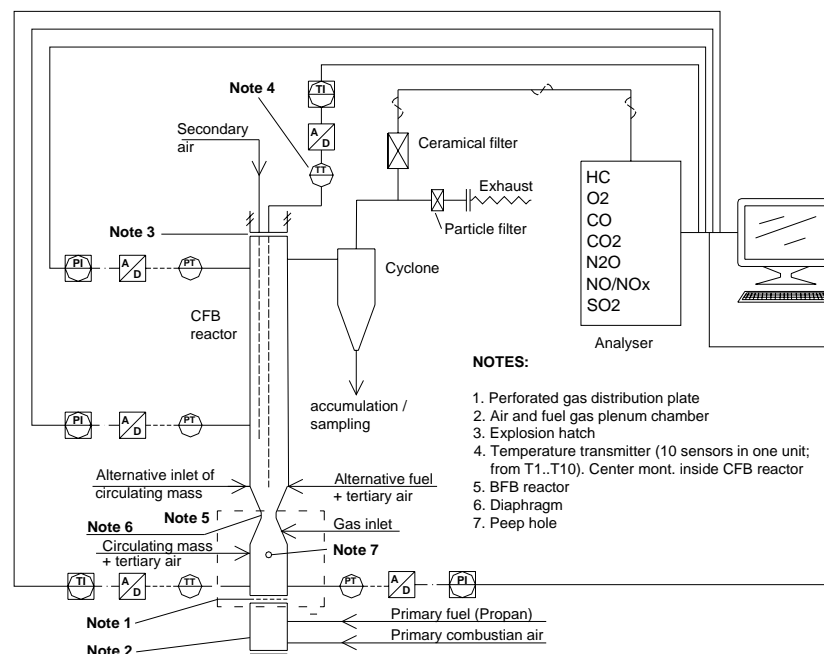 Note 4
TI
A
D
TT
Secondary
air
Ceramical filter
Exhaust
Particle filter
HC
O2
CO
CO2
N2O
NO/NOx
SO2
Analyser
Note 3
PI
A
D
PT
CFB
reactor
Cyclone
accumulation /
sampling
PI
A
D
PT
NOTES:
1. Perforated gas distribution plate
2. Air and fuel gas plenum chamber
3. Explosion hatch
4. Temperature transmitter (10 sensors in one unit;
from T1..T10). Center mont. inside CFB reactor
5. BFB reactor
6. Diaphragm
7. Peep hole
Alternative inlet of
circulating mass
Alternative fuel
+ tertiary air
Note 5
Note 6
Gas inlet
Circulating mass
+ tertiary air
Note 7
TI
A
D
TT
PT
A
D
PI
Note 1
Primary fuel (Propan)
Primary combustian air
Note 2